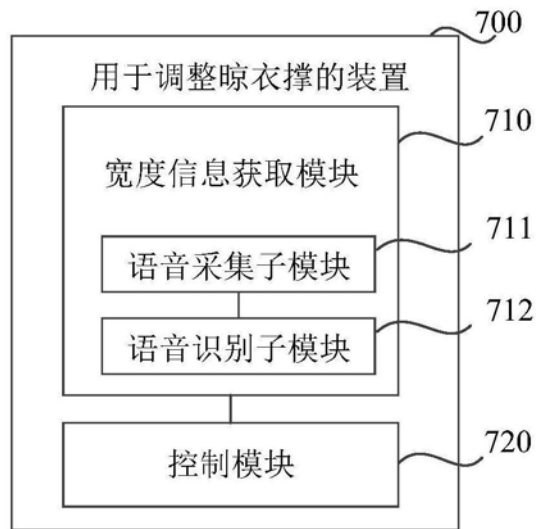 700
用于调整晾衣撑的装置
710
宽度信息获取模块
711
语音采集子模块
712
语音识别子模块
720
控制模块